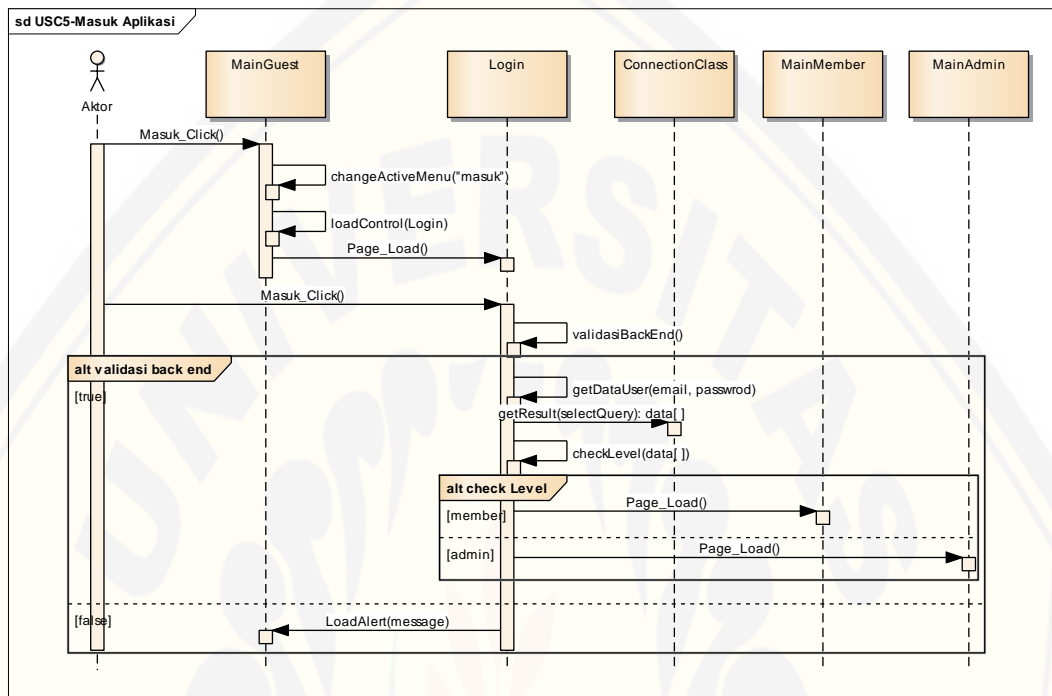 sd USC5-Masuk Aplikasi
MainGuest
Login
ConnectionClass
MainMember
MainAdmin
Aktor
Masuk_Click()
changeActiveMenu("masuk")
loadControl(Login)
Page_Load()
Masuk_Click()
validasiBackEnd()
alt validasi back end
[true]
getDataUser(email, passwrod)
getResult(selectQuery): data[ ]
checkLevel(data[ ])
alt check Level
[member]
Page_Load()
[admin]
Page_Load()
[false]
LoadAlert(message)
UNIVERSITAS